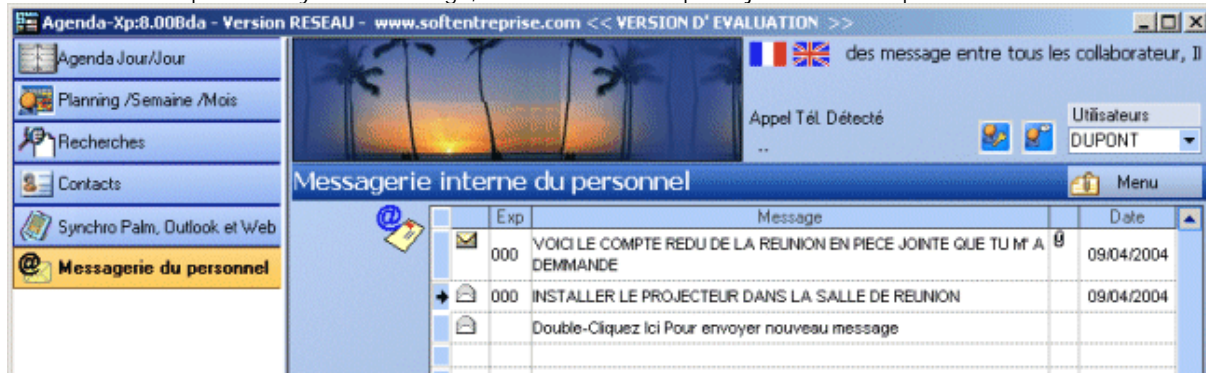 Agenda-Xp:8.008da - Version RESEAU - www.softentreprise.com << VERSION D' EVALUATION >>
Agenda Jour/Jour
Planning /Semaine /Mois
Recherches
Contacts
Synchro Palm, Outlook et Web
Messagerie du personnel
des message entre tous les collaborateur, Il
Appel Tél. Détecté
..
Utilisateurs
DUPONT
Messagerie interne du personnel
Menu
Exp Message Date
000 VOICI LE COMPTE REDU DE LA REUNION EN PIECE JOINTE QUE TU M' A 09/04/2004
DEMMANDE
000 INSTALLER LE PROJECTEUR DANS LA SALLE DE REUNION 09/04/2004
Double-Cliquez Ici Pour envoyer nouveau message